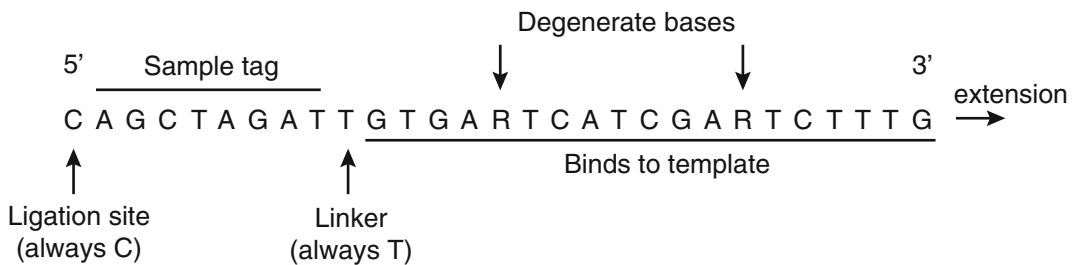 Degenerate bases
5’ Sample tag 3’
extension
C A G C T A G A T T G T G A R T C A T C G A R T C T T T G
Binds to template
Ligation site
(always C)
Linker
(always T)